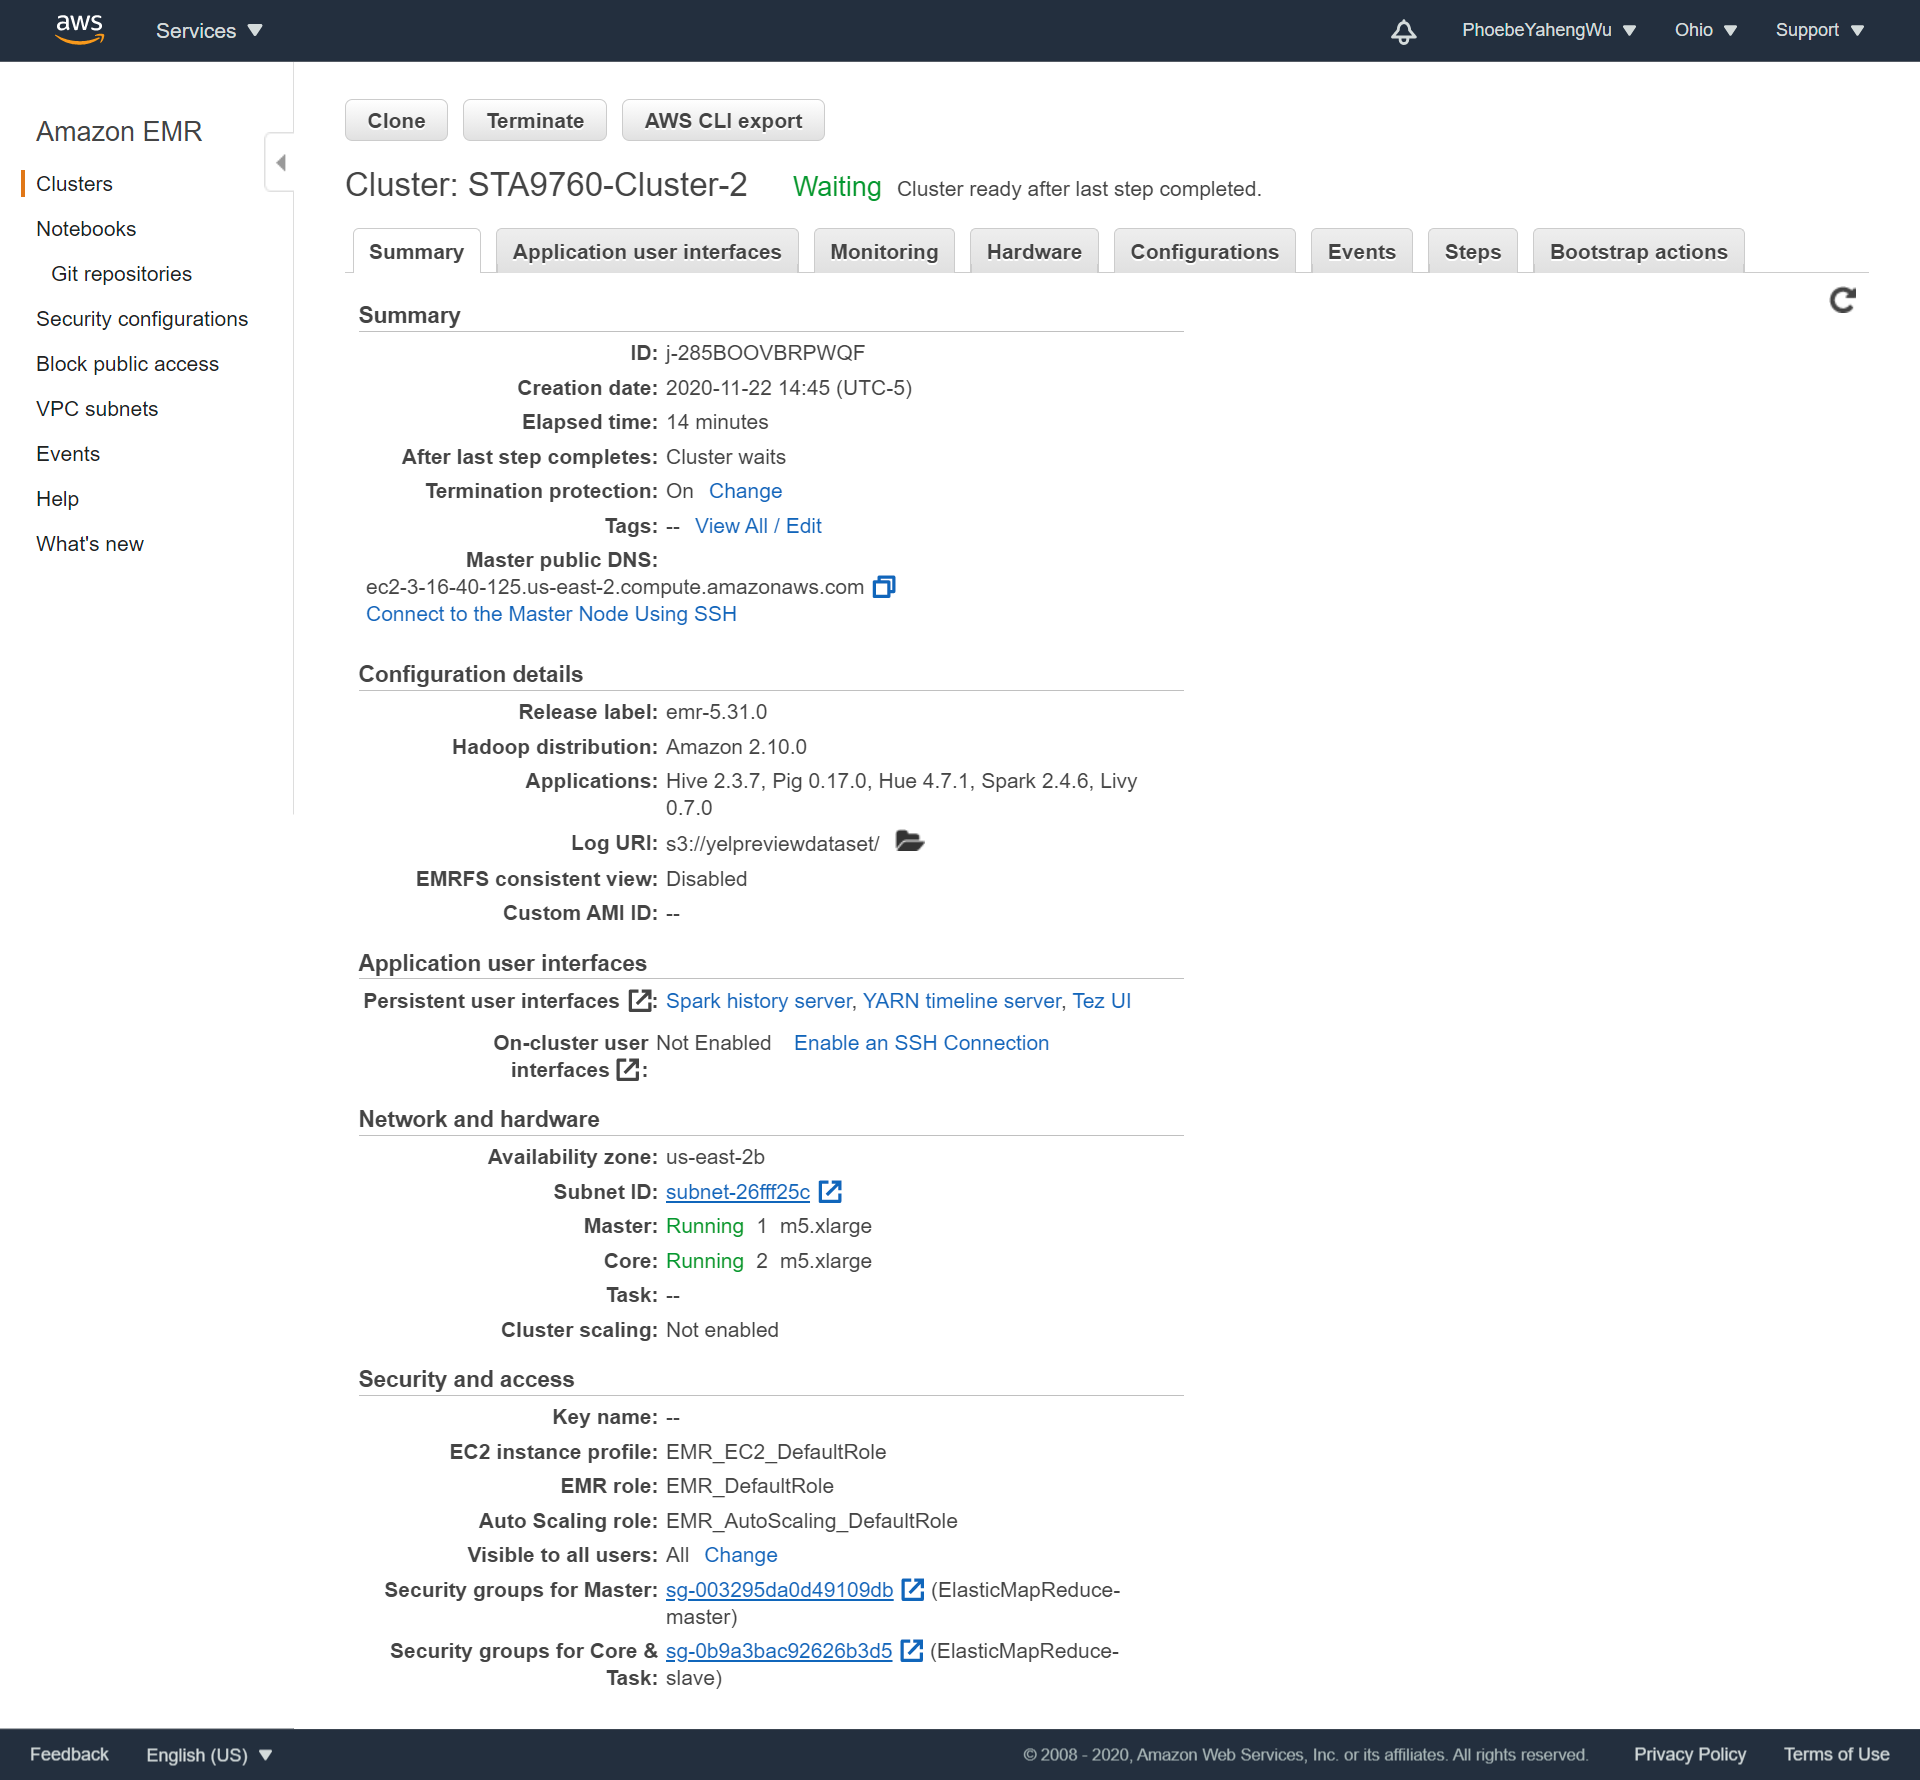 aws Services PhoebeYahengWu Ohio Support
Amazon EMR
Clusters
Notebooks
Git repositories
Security configurations
Block public access
VPC subnets
Events
Help
What's new
Clone Terminate AWS CLI export
Cluster: STA9760-Cluster-2 Waiting Cluster ready after last step completed.
Summary Application user interfaces Monitoring Hardware Configurations Events Steps Bootstrap actions
Summary
ID: j-285BOOVBRPWQF
Creation date: 2020-11-22 14:45 (UTC-5)
Elapsed time: 14 minutes
After last step completes: Cluster waits
Termination protection: On Change
Tags: -- View All / Edit
Master public DNS:
ec2-3-16-40-125.us-east-2.compute.amazonaws.com
Connect to the Master Node Using SSH
Configuration details
Release label: emr-5.31.0
Hadoop distribution: Amazon 2.10.0
Applications: Hive 2.3.7, Pig 0.17.0, Hue 4.7.1, Spark 2.4.6, Livy
0.7.0
Log URI: s3://yelpreviewdataset/
EMRFS consistent view: Disabled
Custom AMI ID: --
Application user interfaces
Persistent user interfaces : Spark history server, YARN timeline server, Tez UI
On-cluster user Not Enabled Enable an SSH Connection
interfaces :
Network and hardware
Availability zone: us-east-2b
Subnet ID: subnet-26fff25c
Master: Running 1 m5.xlarge
Core: Running 2 m5.xlarge
Task: --
Cluster scaling: Not enabled
Security and access
Key name: --
EC2 instance profile: EMR_EC2_DefaultRole
EMR role: EMR_DefaultRole
Auto Scaling role: EMR_AutoScaling_DefaultRole
Visible to all users: All Change
Security groups for Master: sg-003295da0d49109db (ElasticMapReduce-
master)
Security groups for Core & sg-0b9a3bac92626b3d5 (ElasticMapReduce-
Task: slave)
Feedback English (US) © 2008 - 2020, Amazon Web Services, Inc. or its affiliates. All rights reserved. Privacy Policy Terms of Use